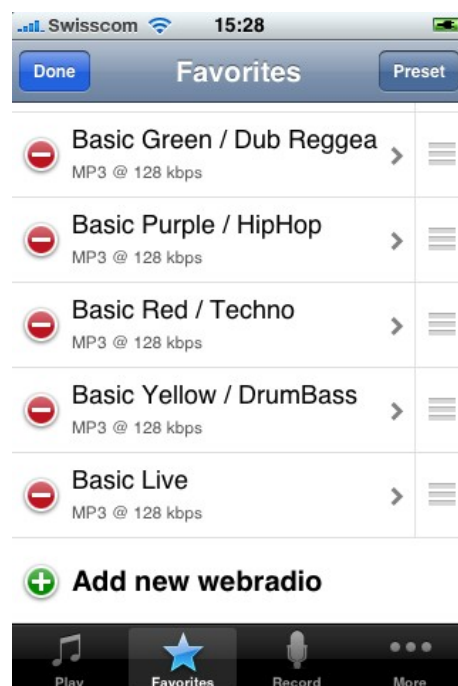 Swisscom 15:28
Done Favorites Preset
Basic Green / Dub Reggea
MP3 @ 128 kbps
Basic Purple / HipHop
MP3 @ 128 kbps
Basic Red / Techno
MP3 @ 128 kbps
Basic Yellow / DrumBass
MP3 @ 128 kbps
Basic Live
MP3 @ 128 kbps
Add new webradio
Play Favorites Record More